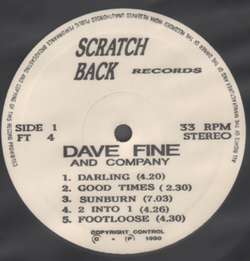 SCRATCH
BACK RECORDS
SIDE 1 33 RPM
FT 4 STEREO
DAVE FINE
AND COMPANY
1. DARLING (4.20)
2. GOOD TIMES (2.30)
3. SUNBURN (7.03)
4. 2 INTO 1 (4.26)
5. FOOTLOOSE (4.30)
COPYRIGHT CONTROL